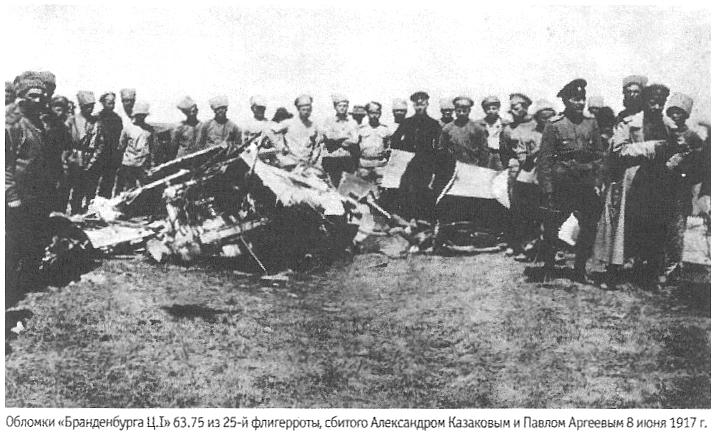 Обломки «Бранденбурга Ц.I» 63.75 из 25-й флигерроты, сбитого Александром Казаковым и Павлом Аргеевым 8 июня 1917 г.